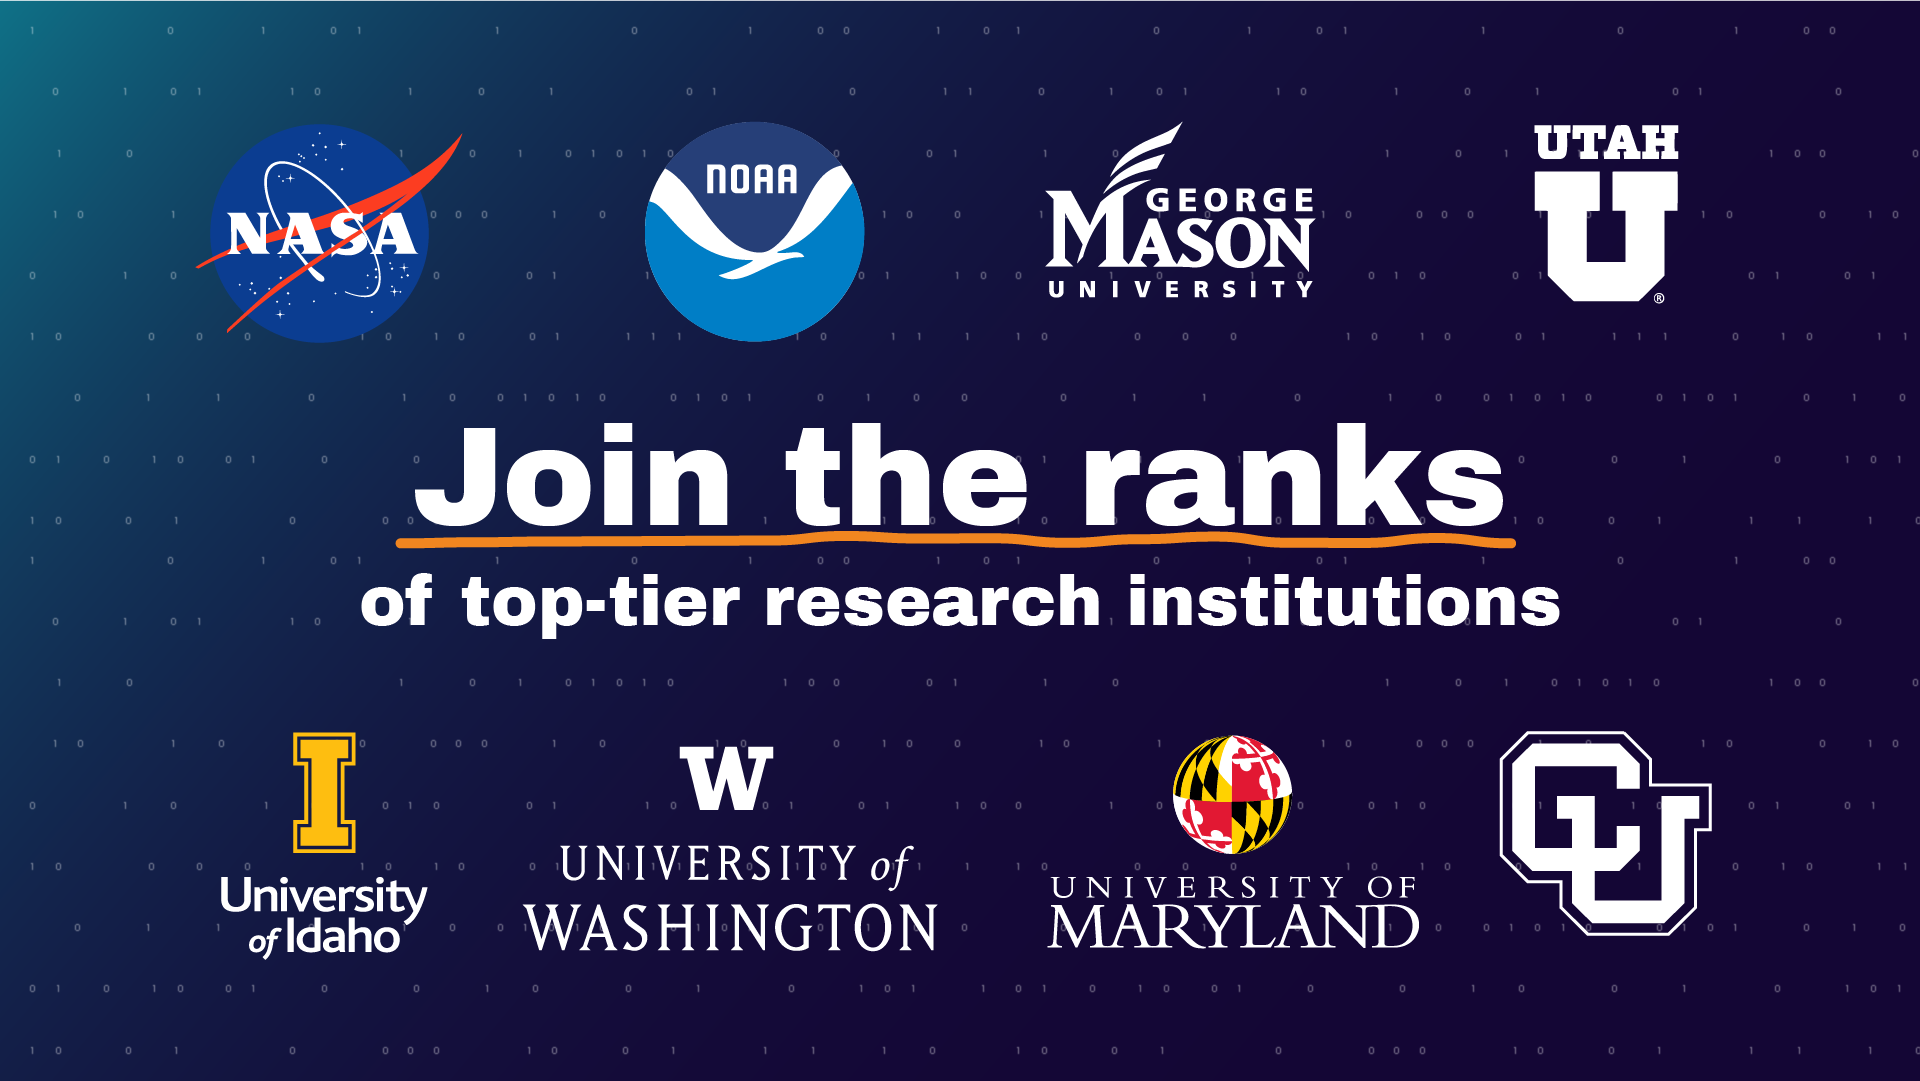 NASA
NOAA
GEORGE
MASON
UNIVERSITY
UTAH
U
®
Join the ranks
of top-tier research institutions
I
University
of Idaho
W
UNIVERSITY of
WASHINGTON
UNIVERSITY OF
MARYLAND
CU